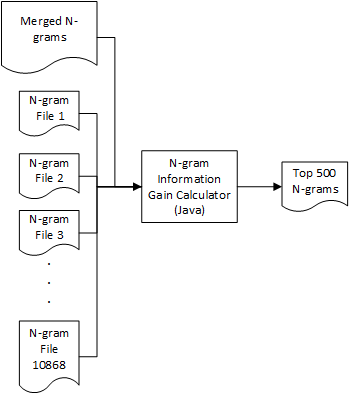 Merged N-
grams
N-gram
File 1
N-gram
File 2
N-gram
File 3
.
.
.
N-gram
File
10868
N-gram
Information
Gain Calculator
(Java)
Top 500
N-grams